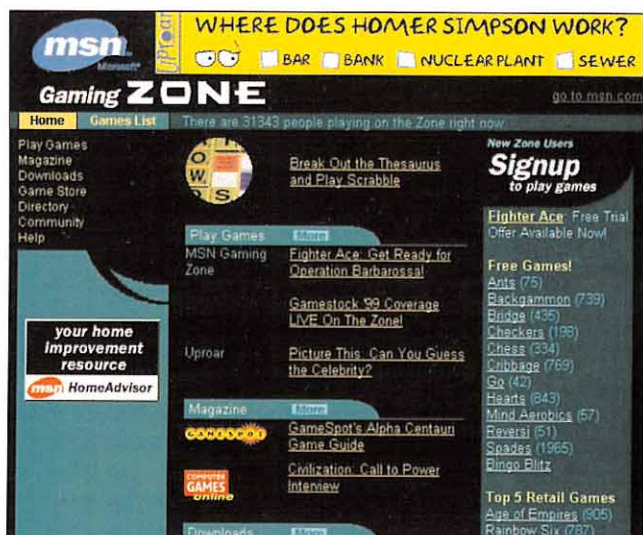 msn.
Microsoft®
UProar
WHERE DOES HOMER SIMPSON WORK?
BAR BANK NUCLEAR PLANT SEWER
Gaming ZONE
go to msn.com
Home Games List There are 31343 people playing on the Zone right now.
Play Games
Magazine
Downloads
Game Store
Directory
Community
Help
your home
improvement
resource
msn HomeAdvisor
O W
S
Break Out the Thesaurus
and Play Scrabble
Play Games More
MSN Gaming
Zone
Fighter Ace: Get Ready for
Operation Barbarossa!
Gamestock '99 Coverage
LIVE On The Zone!
Uproar
Picture This: Can You Guess
the Celebrity?
Magazine More
GAMESPOT
GameSpot's Alpha Centauri
Game Guide
COMPUTER
GAMES
online
Civilization: Call to Power
Interview
Downloads More
New Zone Users
Signup
to play games
Fighter Ace: Free Trial
Offer Available Now!
Free Games!
Ants (75)
Backgammon (739)
Bridge (435)
Checkers (198)
Chess (334)
Cribbage (769)
Go (42)
Hearts (843)
Mind Aerobics (57)
Reversi (51)
Spades (1965)
Bingo Blitz
Top 5 Retail Games
Age of Empires (905)
Rainbow Six (787)